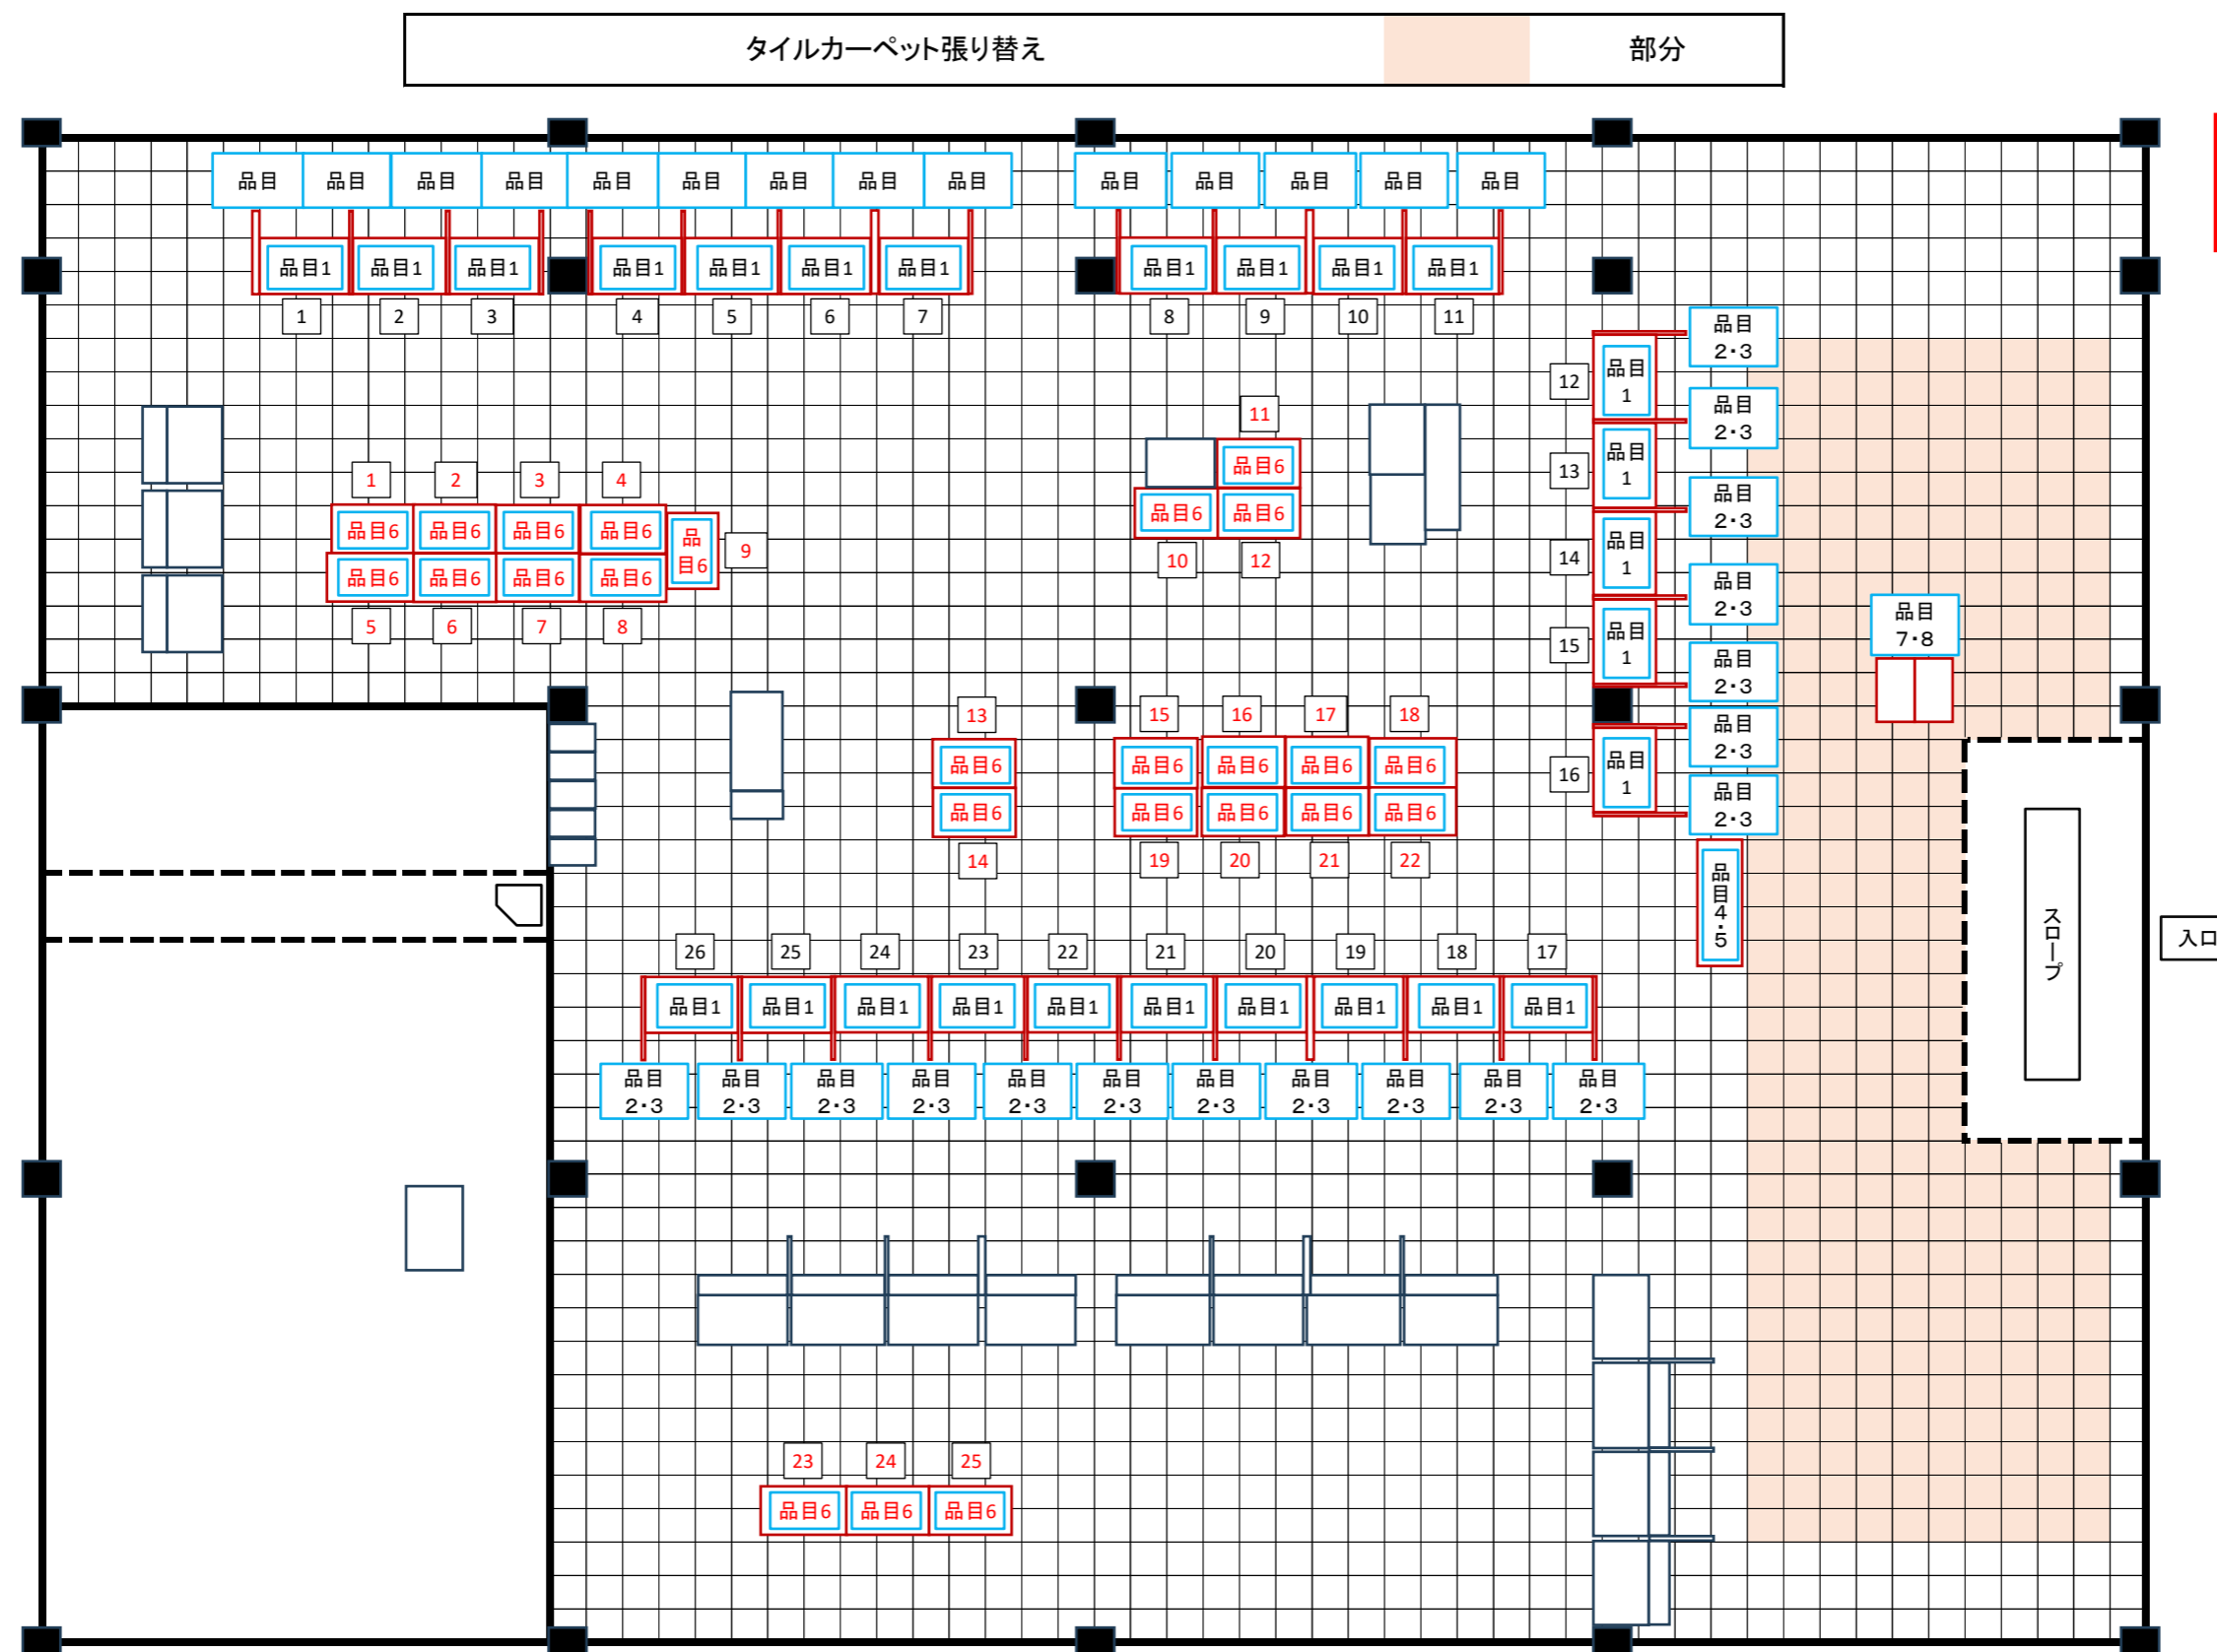 タイルカーペット張り替え 部分
品目 品目 品目 品目 品目 品目 品目 品目 品目 品目 品目 品目 品目 品目
品目1 品目1 品目1 品目1 品目1 品目1 品目1 品目1 品目1 品目1 品目1
1 2 3 4 5 6 7 8 9 10 11
品目
2・3
12
品目
1
品目
2・3
13
品目
1
品目
2・3
14
品目
1
品目
2・3
15
品目
1
品目
2・3
品目
2・3
16
品目
1
品目
2・3
品目4・5
品目
7・8
11
品目6
品目6 品目6
10 12
1 2 3 4
品目6 品目6 品目6 品目6
品目6 品目6 品目6 品目6
品
目6
9
5 6 7 8
13 15 16 17 18
品目6 品目6 品目6 品目6 品目6
品目6 品目6 品目6 品目6 品目6
14 19 20 21 22
スロープ
入口
26 25 24 23 22 21 20 19 18 17
品目1 品目1 品目1 品目1 品目1 品目1 品目1 品目1 品目1 品目1
品目 品目 品目 品目 品目 品目 品目 品目 品目 品目 品目
2・3 2・3 2・3 2・3 2・3 2・3 2・3 2・3 2・3 2・3 2・3
23 24 25
品目6 品目6 品目6